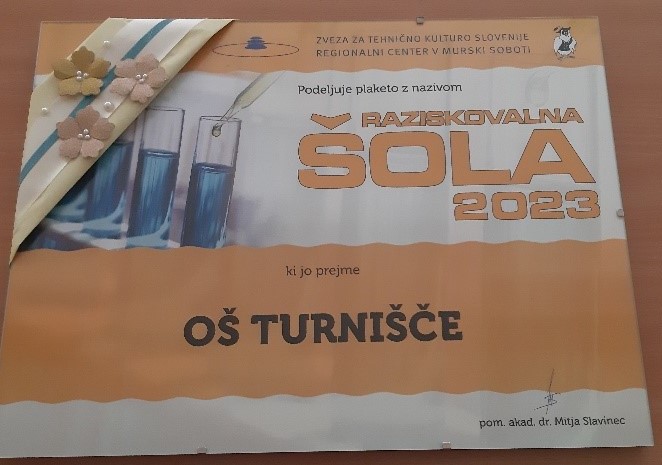 ZVEZA ZA TEHNIČNO KULTURO SLOVENIJE
REGIONALNI CENTER V MURSKI SOBOTI
Podeljuje plaketo z nazivom
RAZISKOVALNA
ŠOLA
2023
ki jo prejme
OŠ TURNIŠČE
pom. akad. dr. Mitja Slavinec